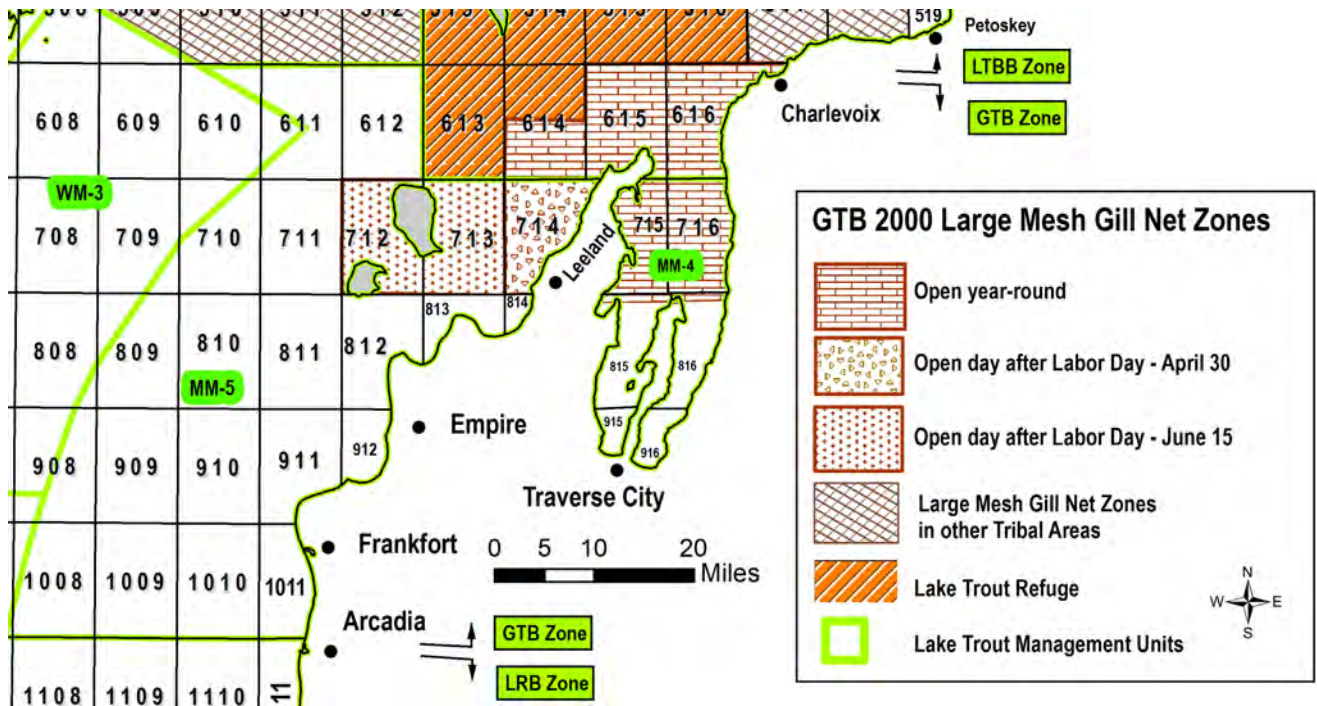 519
Petoskey
LTBB Zone
GTB Zone
Charlevoix
608 609 610 611 612 613 614 615 616
WM-3
708 709 710 711 712 713 714 715 716
Leeland
MM-4
813 814
808 809 810 811 812 815 816
MM-5
Empire
908 909 910 911 912 915 916
Traverse City
Frankfort
0 5 10 20
Miles
1008 1009 1010 1011
Arcadia
GTB Zone
LRB Zone
1108 1109 1110 11
GTB 2000 Large Mesh Gill Net Zones
Open year-round
Open day after Labor Day - April 30
Open day after Labor Day - June 15
Large Mesh Gill Net Zones
in other Tribal Areas
Lake Trout Refuge
Lake Trout Management Units
N
W E
S